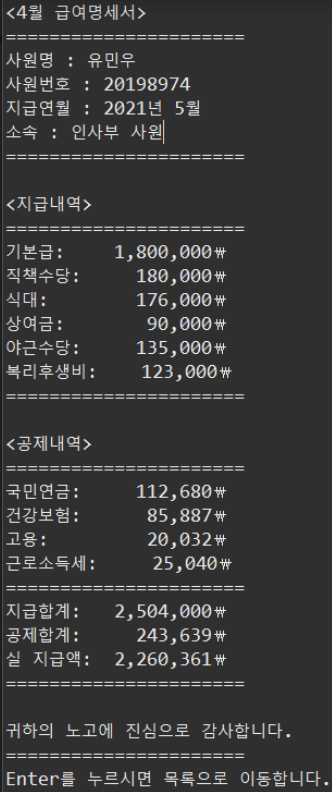 <4월 급여명세서>
======================
사원명 : 유민우
사원번호 : 20198974
지급연월 : 2021년 5월
소속 : 인사부 사원
======================
<지급내역>
======================
기본급: 1,800,000₩
직책수당: 180,000₩
식대: 176,000₩
상여금: 90,000₩
야근수당: 135,000₩
복리후생비: 123,000₩
======================
<공제내역>
======================
국민연금: 112,680₩
건강보험: 85,887₩
고용: 20,032₩
근로소득세: 25,040₩
======================
지급합계: 2,504,000₩
공제합계: 243,639₩
실 지급액: 2,260,361₩
======================
귀하의 노고에 진심으로 감사합니다.
======================
Enter를 누르시면 목록으로 이동합니다.